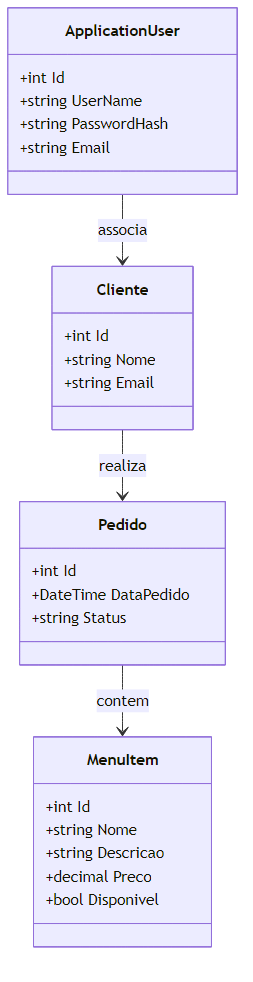 ApplicationUser
+int Id
+string UserName
+string PasswordHash
+string Email
associa
Cliente
+int Id
+string Nome
+string Email
realiza
Pedido
+int Id
+DateTime DataPedido
+string Status
contem
MenuItem
+int Id
+string Nome
+string Descricao
+decimal Preco
+bool Disponivel